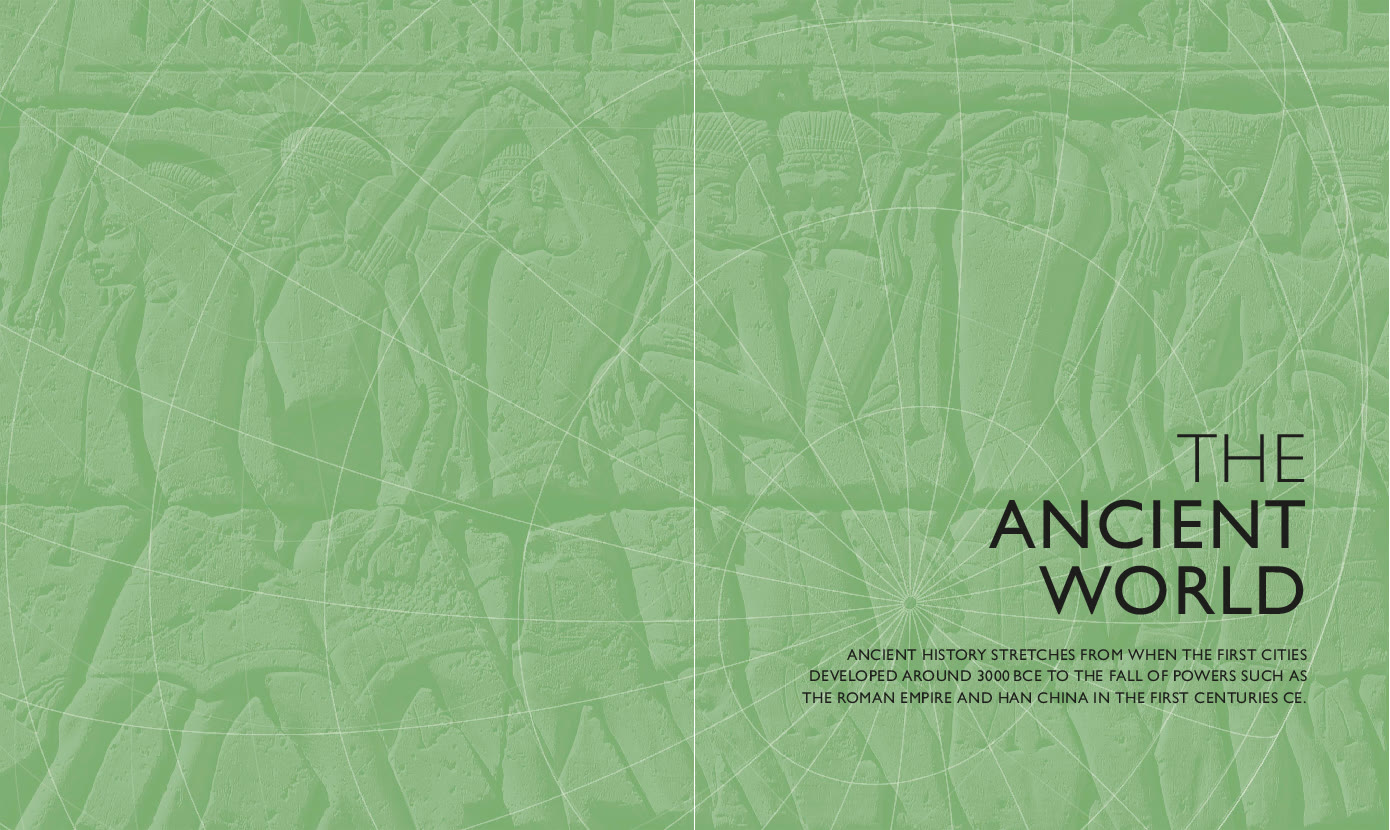 THE
ANCIENT
WORLD
ANCIENT HISTORY STRETCHES FROM WHEN THE FIRST CITIES
DEVELOPED AROUND 3000 BCE TO THE FALL OF POWERS SUCH AS
THE ROMAN EMPIRE AND HAN CHINA IN THE FIRST CENTURIES CE.